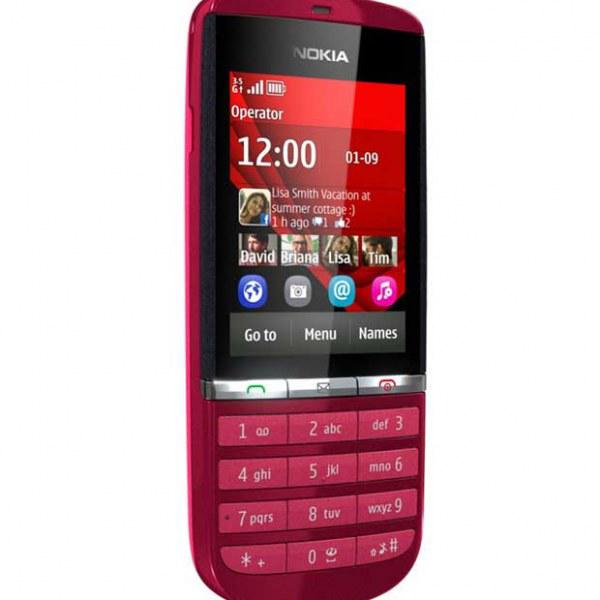 NOKIA
3.5
G
Operator
12:00 01-09
Lisa Smith Vacation at
summer cottage :)
1 h ago 1 2
David Briana Lisa Tim
@
Go to Menu Names
1 2 abc def 3
4 ghi 5 jkl mno 6
7 pqrs 8 tuv wxyz 9
* + 0 #